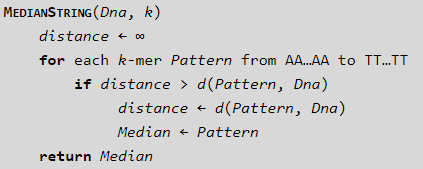 MEDIANSTRING(Dna, k)
distance ← ∞
for each k-mer Pattern from AA…AA to TT…TT
if distance > d(Pattern, Dna)
distance ← d(Pattern, Dna)
Median ← Pattern
return Median